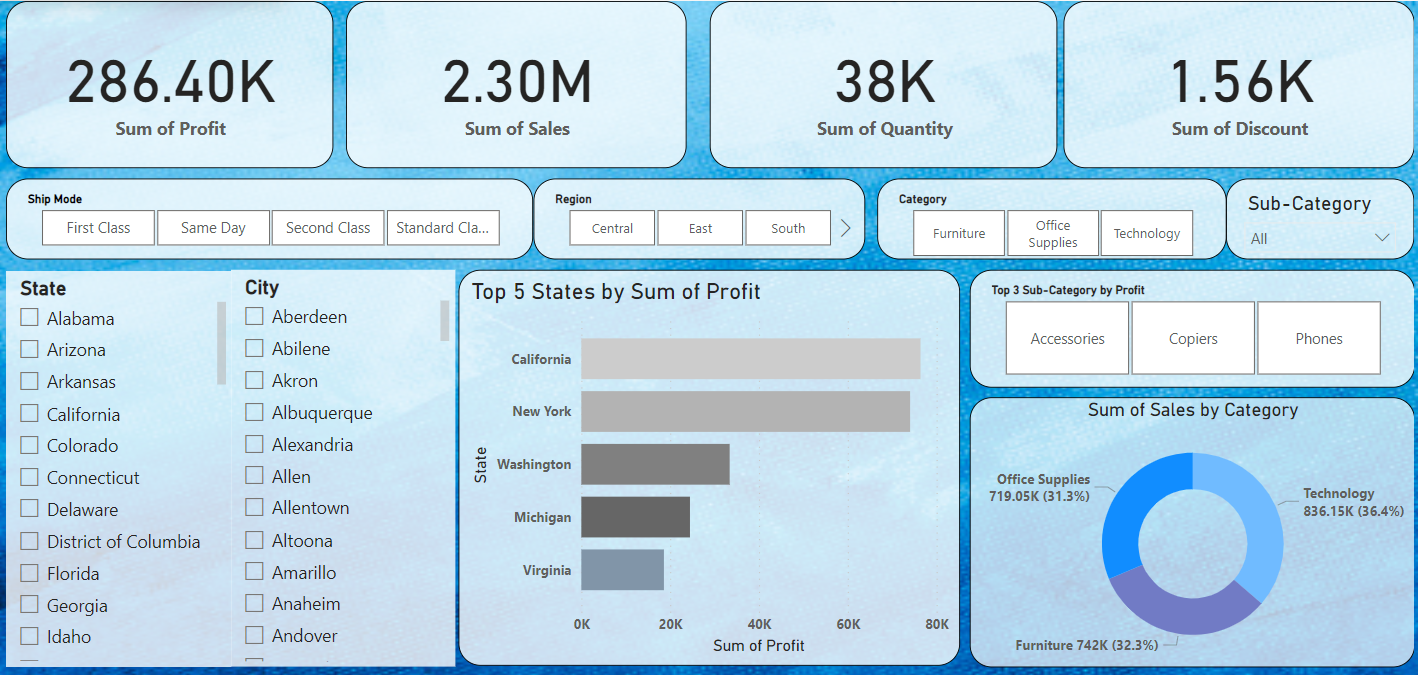 286.40K
Sum of Profit
2.30M
Sum of Sales
38K
Sum of Quantity
1.56K
Sum of Discount
Ship Mode
First Class
Same Day
Second Class
Standard Cla...
Region
Central
East
South
Category
Furniture
Office
Supplies
Technology
Sub-Category
All
State
Alabama
Arizona
Arkansas
California
Colorado
Connecticut
Delaware
District of Columbia
Florida
Georgia
Idaho
City
Aberdeen
Abilene
Akron
Albuquerque
Alexandria
Allen
Allentown
Altoona
Amarillo
Anaheim
Andover
Top 5 States by Sum of Profit
State
California
New York
Washington
Michigan
Virginia
0K
20K
40K
60K
80K
Sum of Profit
Top 3 Sub-Category by Profit
Accessories
Copiers
Phones
Sum of Sales by Category
Office Supplies
719.05K (31.3%)
Technology
836.15K (36.4%)
Furniture 742K (32.3%)